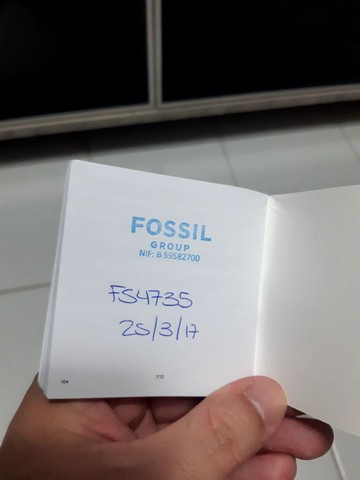 FOSSIL
GROUP
NIF: B 59582700
FS4735
25/3/17